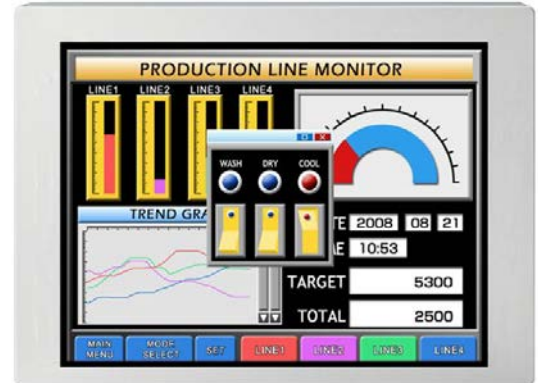 PRODUCTION LINE MONITOR
LINE1 LINE2 LINE3 LINE4
WASH DRY COOL
TREND GRA
TE 2008 08 21
ME 10:53
TARGET 5300
TOTAL 2500
MAIN MENU
MODE SELECT
SET
LINE1
LINE2
LINE3
LINE4